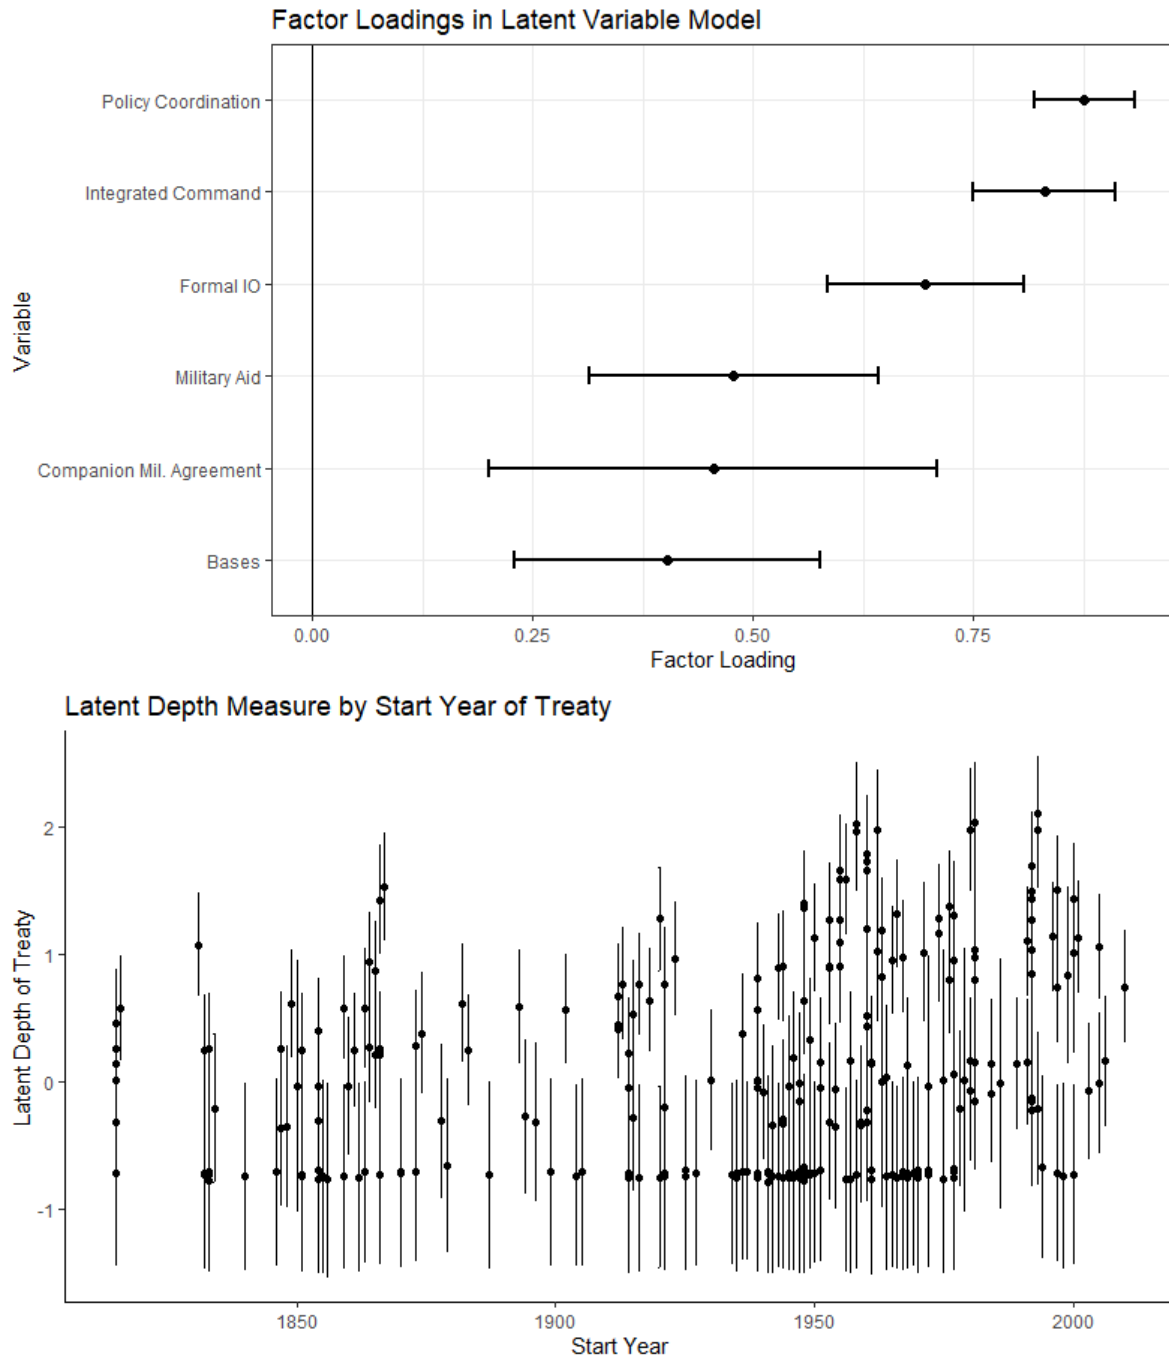 Factor Loadings in Latent Variable Model
Variable
Policy Coordination
Integrated Command
Formal IO
Military Aid
Companion Mil. Agreement
Bases
0.00 0.25 0.50 0.75
Factor Loading
Latent Depth Measure by Start Year of Treaty
Latent Depth of Treaty
2
1
0
-1
1850 1900 1950 2000
Start Year